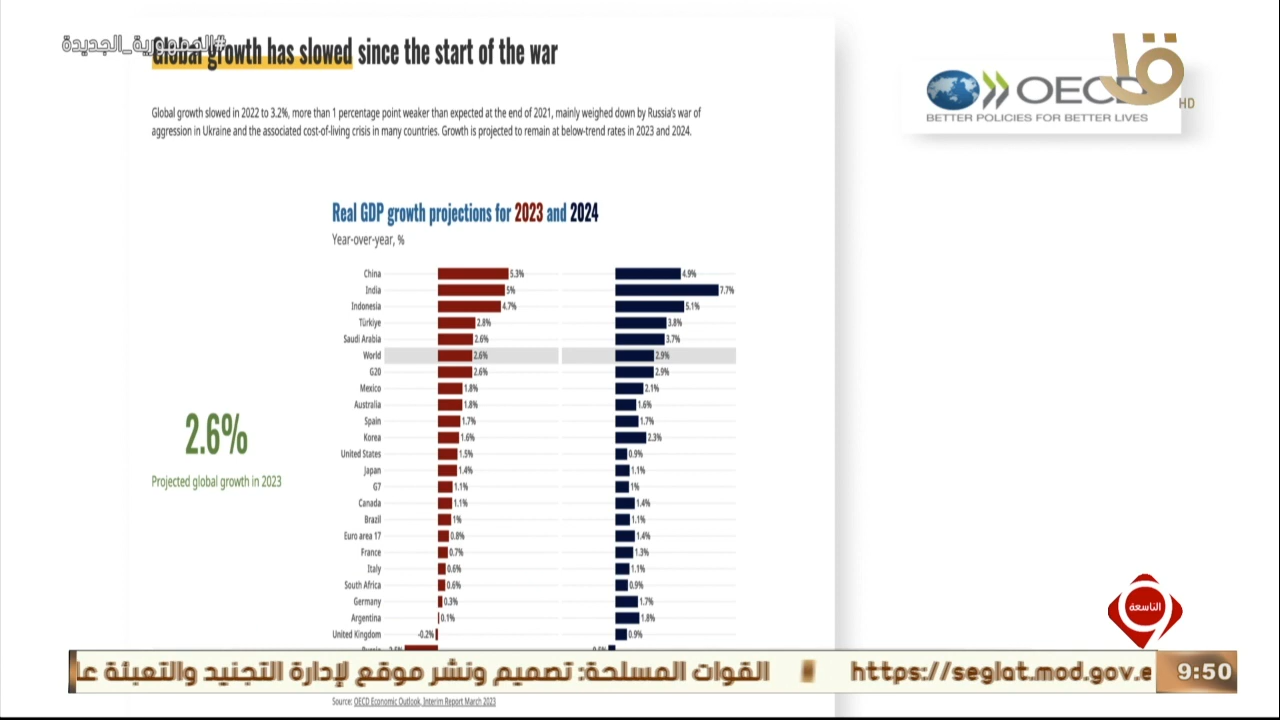 #الجمهورية_الجديدة
Global growth has slowed since the start of the war
OECD
BETTER POLICIES FOR BETTER LIVES
HD
Global growth slowed in 2022 to 3.2%, more than 1 percentage point weaker than expected at the end of 2021, mainly weighed down by Russia's war of
aggression in Ukraine and the associated cost-of-living crisis in many countries. Growth is projected to remain at below-trend rates in 2023 and 2024.
Real GDP growth projections for 2023 and 2024
Year-over-year, %
China 5.3% 4.9%
India 5% 7.7%
Indonesia 4.7% 5.1%
Türkiye 2.8% 3.8%
Saudi Arabia 2.6% 3.7%
World 2.6% 2.9%
G20 2.6% 2.9%
Mexico 1.8% 2.1%
Australia 1.8% 1.6%
Spain 1.7% 1.7%
Korea 1.6% 2.3%
United States 1.5% 0.9%
Japan 1.4% 1.1%
G7 1.1% 1%
Canada 1.1% 1.4%
Brazil 1% 1.1%
Euro area 17 0.8% 1.4%
France 0.7% 1.3%
Italy 0.6% 1.1%
South Africa 0.6% 0.9%
Germany 0.3% 1.7%
Argentina 0.1% 1.8%
United Kingdom -0.2% 0.9%
2.6%
Projected global growth in 2023
التاسعة
القوات المسلحة: تصميم ونشر موقع لإدارة التجنيد والتعبئة عا
https://seglat.mod.gov.e
9:50
Source: OECD Economic Outlook, Interim Report March 2023